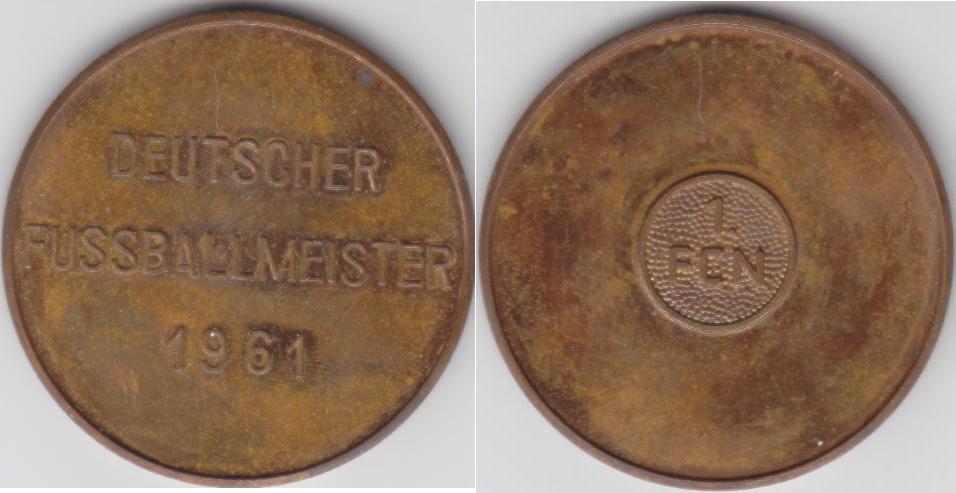 DEUTSCHER
FUSSBALLMEISTER
1961
1.
FCN